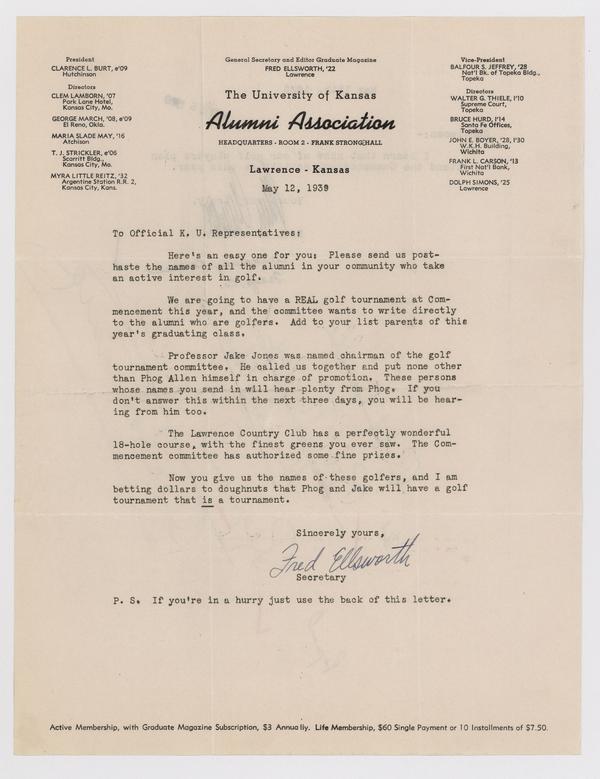 President
CLARENCE L. BURT, e'09
Hutchinson
Directors
CLEM LAMBORN, '07
Park Lane Hotel,
Kansas City, Mo.
GEORGE MARCH, '08, e'09
El Reno, Okla.
MARIA SLADE MAY, '16
Atchison
T. J. STRICKLER, e'06
Scarritt Bldg.,
Kansas City, Mo.
MYRA LITTLE REITZ, '32
Argentine Station R.R. 2,
Kansas City, Kans.
General Secretary and Editor Graduate Magazine
FRED ELLSWORTH, '22
Lawrence
The University of Kansas
Alumni Association
HEADQUARTERS - ROOM 2 - FRANK STRONG HALL
Lawrence - Kansas
Vice-President
BALFOUR S. JEFFREY, '28
Nat'l Bk. of Topeka Bldg.,
Topeka
Directors
WALTER G. THIELE, l'10
Supreme Court,
Topeka
BRUCE HURD, l'14
Santa Fe Offices,
Topeka
JOHN E. BOYER, '28, l'30
W.K.H. Building,
Wichita
FRANK L. CARSON, '13
First Nat'l Bank,
Wichita
DOLPH SIMONS, '25
Lawrence
May 12, 1939
To Official K. U. Representatives:
Here's an easy one for you: Please send us post-
haste the names of all the alumni in your community who take
an active interest in golf.
We are going to have a REAL golf tournament at Com-
mencement this year, and the committee wants to write directly
to the alumni who are golfers. Add to your list parents of this
year's graduating class.
Professor Jake Jones was named chairman of the golf
tournament committee. He called us together and put none other
than Phog Allen himself in charge of promotion. These persons
whose names you send in will hear plenty from Phog. If you
don't answer this within the next three days, you will be hear-
ing from him too.
The Lawrence Country Club has a perfectly wonderful
18-hole course, with the finest greens you ever saw. The Com-
mencement committee has authorized some fine prizes.
Now you give us the names of these golfers, and I am
betting dollars to doughnuts that Phog and Jake will have a golf
tournament that is a tournament.
Sincerely yours,
Fred Ellsworth
Secretary
P. S. If you're in a hurry just use the back of this letter.
Active Membership, with Graduate Magazine Subscription, $3 Annually. Life Membership, $60 Single Payment or 10 Installments of $7.50.